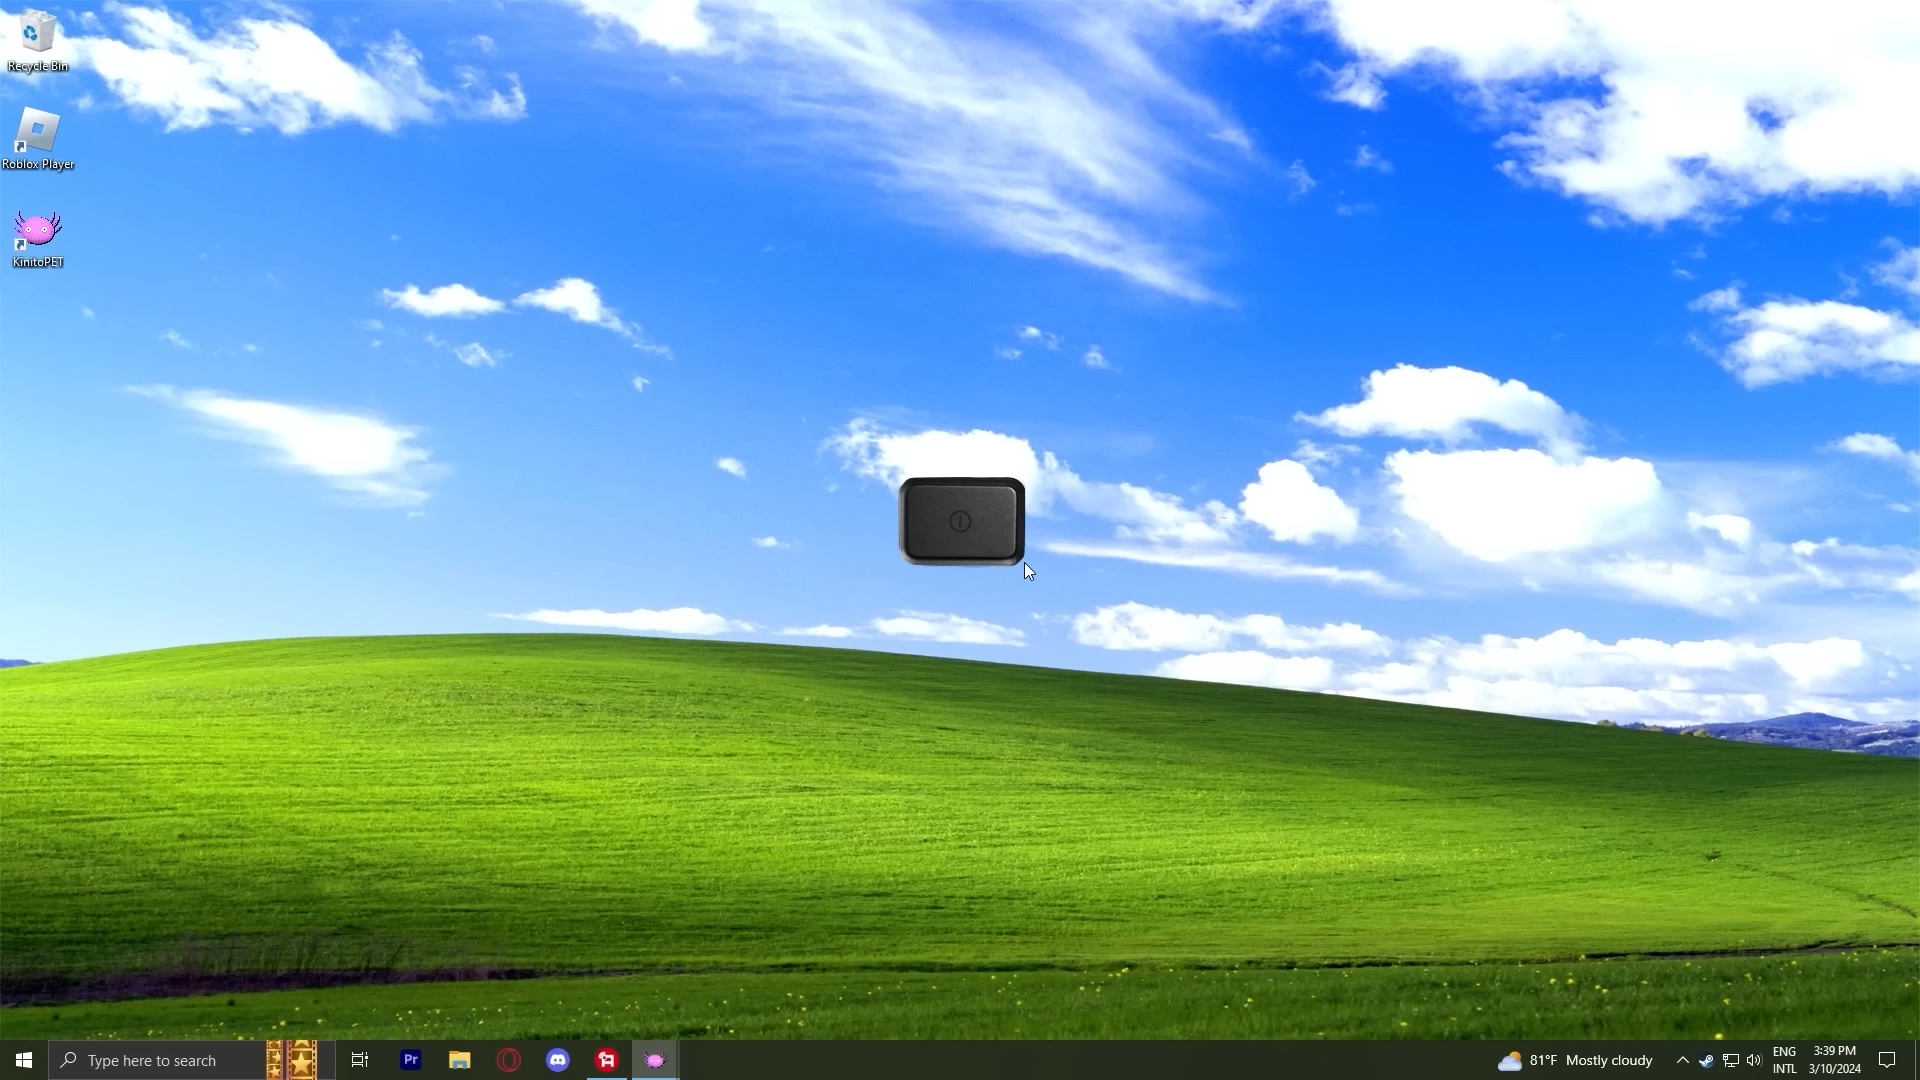 Recycle Bin
Roblox Player
KinitoPET
Type here to search
Pr
81°F Mostly cloudy
ENG
INTL
3:39 PM
3/10/2024